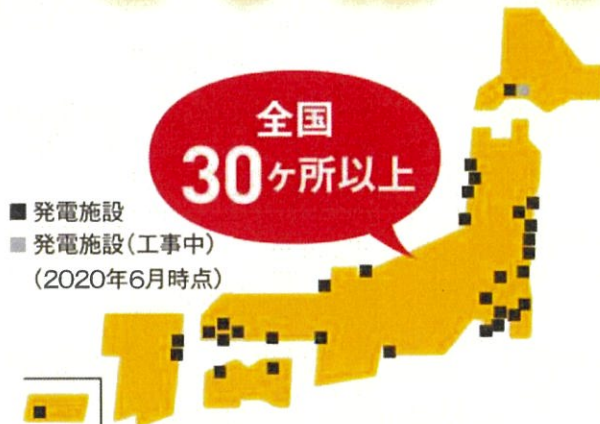 全国
30ヶ所以上
■ 発電施設
■ 発電施設（工事中）
（2020年6月時点）